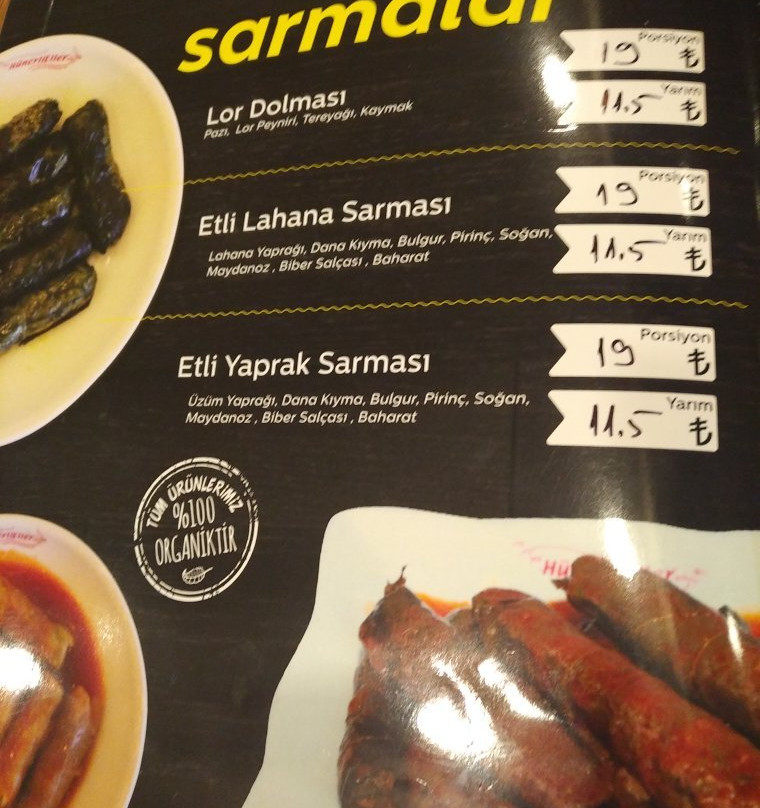 sarmalar
Lor Dolması
Pazı, Lor Peyniri, Tereyağı, Kaymak
Porsiyon
19 ₺
Yarım
11.5 ₺
Etli Lahana Sarması
Lahana Yaprağı, Dana Kıyma, Bulgur, Pirinç, Soğan,
Maydanoz , Biber Salçası , Baharat
Porsiyon
19 ₺
Yarım
11.5 ₺
Etli Yaprak Sarması
Üzüm Yaprağı, Dana Kıyma, Bulgur, Pirinç, Soğan,
Maydanoz , Biber Salçası , Baharat
Porsiyon
19 ₺
Yarım
11.5 ₺
TÜM ÜRÜNLERİMİZ
%100
ORGANİKTİR